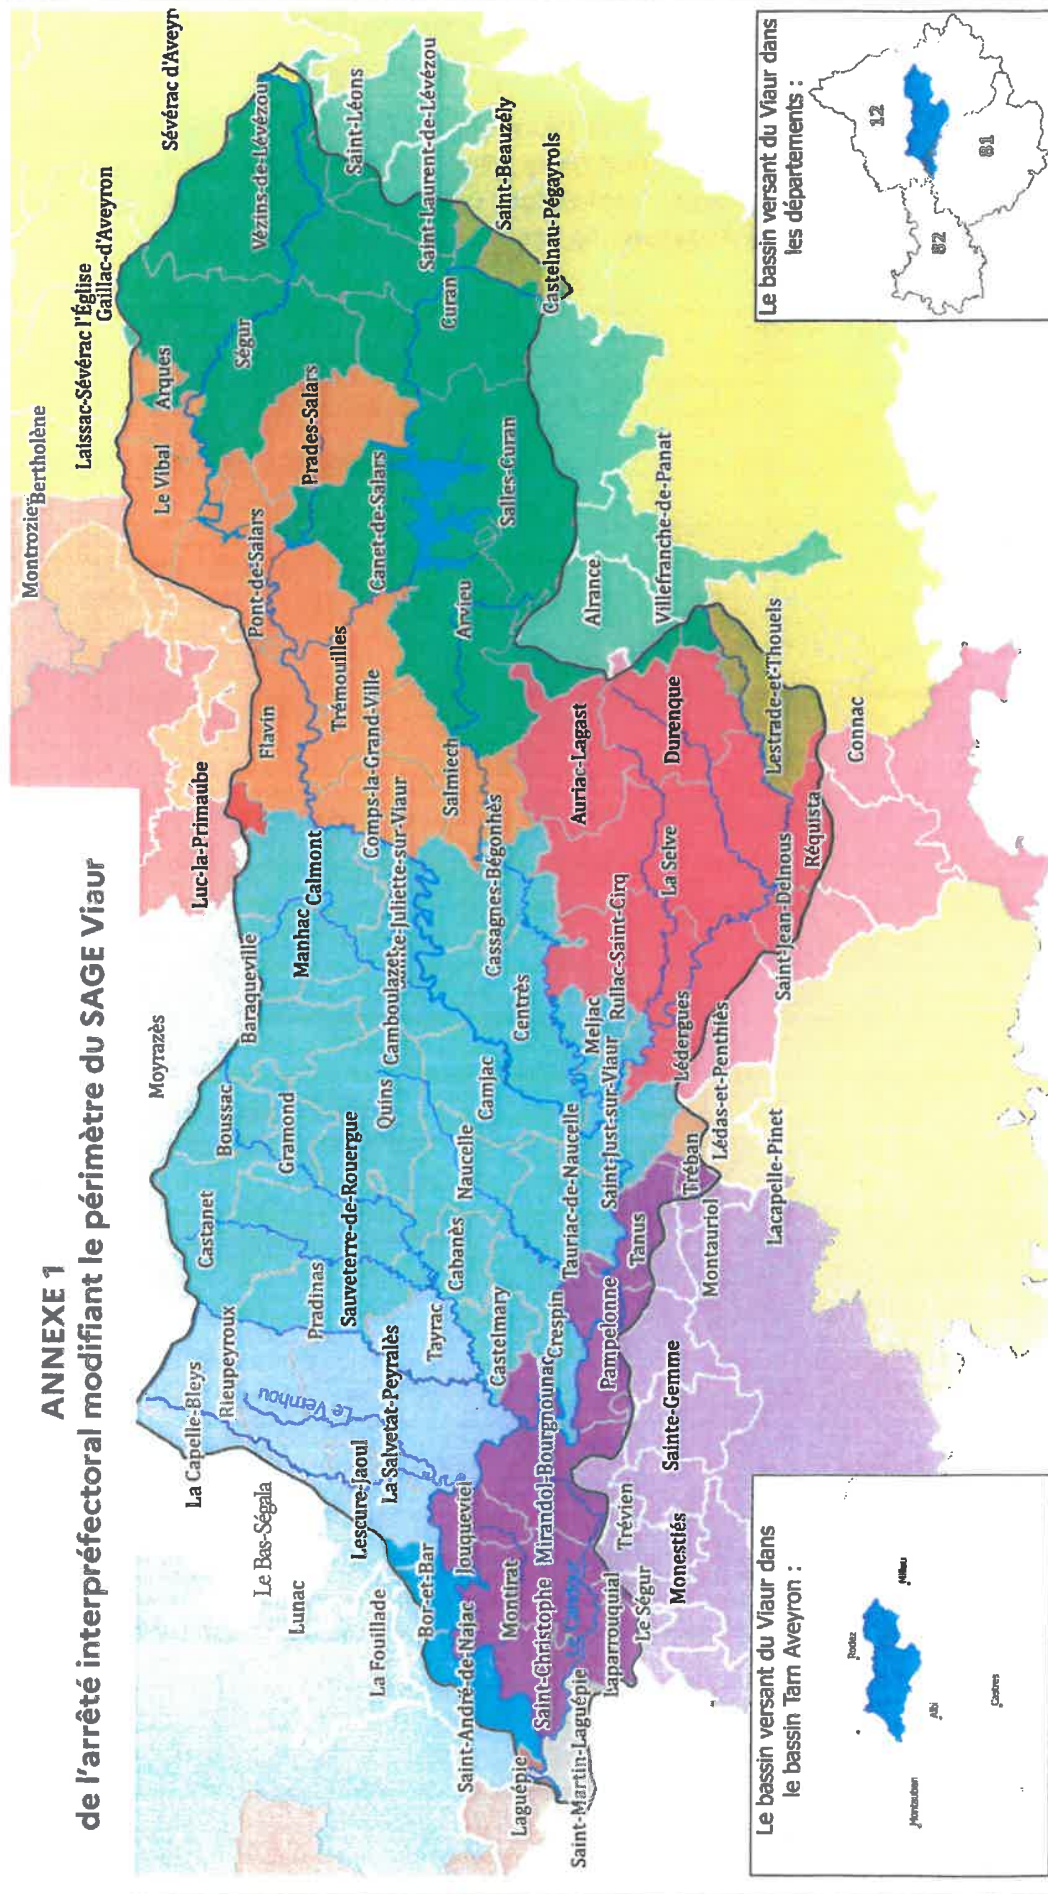 ANNEXE 1
de l'arrêté interpréfectoral modifiant le périmètre du SAGE Viaur
Montrozier
Bertholène
Laissac-Sévérac l'Église
Gaillac-d'Aveyron
Sévérac d'Aveyr
Moyrazès
Luc-la-Primaube
Le Vibal
Arques
Vézins-de-Lévézou
Saint-Léons
La Capelle-Bleys
Castanet
Boussac
Baraqueville
Flavin
Pont-de-Salars
Ségur
Rieupeyroux
Gramond
Manhac
Calmont
Trémouilles
Prades-Salars
Saint-Laurent-de-Lévézou
Le Bas-Ségala
Lunac
Le Vernhou
Pradinas
Sauveterre-de-Rouergue
Quins
Camboulazet
te-Juliette-sur-Viaur
Comps-la-Grand-Ville
Canet-de-Salars
Curan
Saint-Beauzély
Lescure-Jaoul
La Salvetat-Peyralès
La Fouillade
Tayrac
Cabanès
Naucelle
Camjac
Centrès
Cassagnes-Bégonhès
Salmiech
Arvieu
Salles-Curan
Castelnau-Pégayrols
Bor-et-Bar
Saint-André-de-Najac
Jouqueviel
Castelmary
Crespin
Tauriac-de-Naucelle
Meljac
Rullac-Saint-Cirq
Auriac-Lagast
Alrance
Montirat
Mirandol-Bourgnounac
Saint-Christophe
Pampelonne
Tanus
Saint-Just-sur-Viaur
Lédergues
La Selve
Durenque
Villefranche-de-Panat
Laguépie
Saint-Martin-Laguépie
Laparrouquial
Le Ségur
Trévien
Monestiés
Sainte-Gemme
Montauriol
Tréban
Lédas-et-Penthiès
Lacapelle-Pinet
Saint-Jean-Delnous
Réquista
Lestrade-et-Thouels
Connac
Le bassin versant du Viaur dans
le bassin Tarn Aveyron :
Rodez
Millau
Albi
Castres
Montauban
Le bassin versant du Viaur dans
les départements :
12
81
82